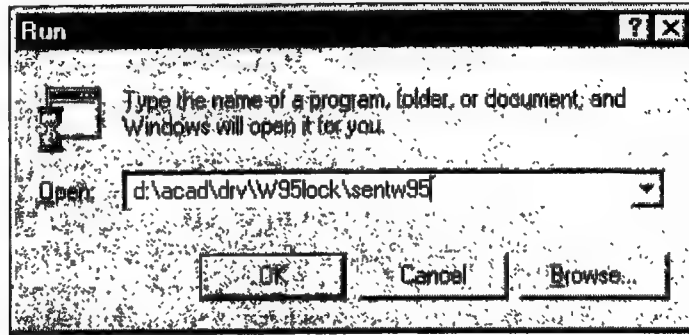 Run
Type the name of a program, folder, or document, and
Windows will open it for you.
Open: d:\acad\drv\W95lock\sentw95
OK Cancel Browse...